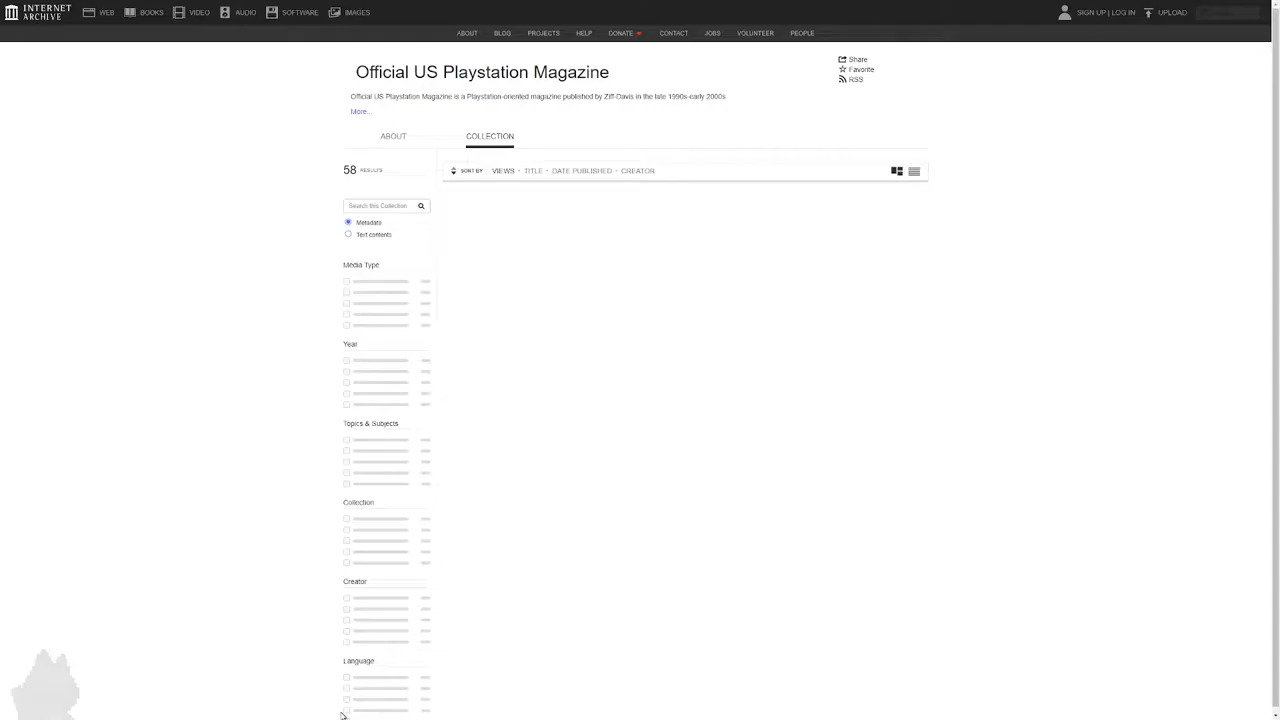 INTERNET ARCHIVE
WEB
BOOKS
VIDEO
AUDIO
SOFTWARE
IMAGES
SIGN UP | LOG IN
UPLOAD
ABOUT
BLOG
PROJECTS
HELP
DONATE
CONTACT
JOBS
VOLUNTEER
PEOPLE
Official US Playstation Magazine
Official US Playstation Magazine is a Playstation-oriented magazine published by Ziff-Davis in the late 1990s-early 2000s
More...
Share
Favorite
RSS
ABOUT
COLLECTION
58 RESULTS
SORT BY VIEWS · TITLE · DATE PUBLISHED · CREATOR
Search this Collection
Metadata
Text contents
Media Type
Year
Topics & Subjects
Collection
Creator
Language